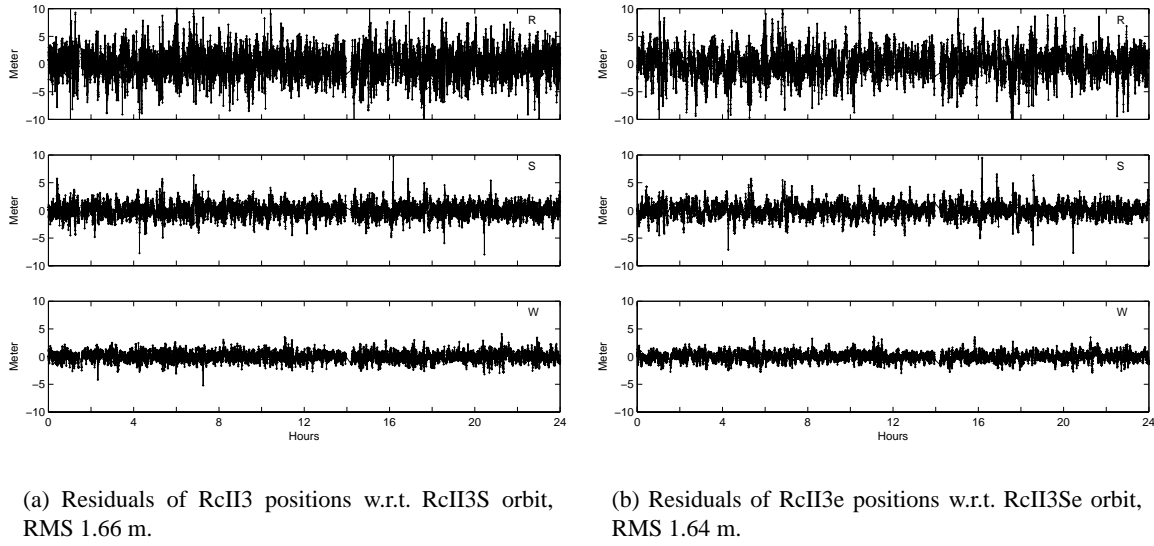 10
5
0
−5
−10
Meter
R
10
5
0
−5
−10
Meter
S
10
5
0
−5
−10
Meter
W
0 4 8 12 16 20 24
Hours
(a) Residuals of RcII3 positions w.r.t. RcII3S orbit,
RMS 1.66 m.
10
5
0
−5
−10
Meter
R
10
5
0
−5
−10
Meter
S
10
5
0
−5
−10
Meter
W
0 4 8 12 16 20 24
Hours
(b) Residuals of RcII3e positions w.r.t. RcII3Se orbit,
RMS 1.64 m.